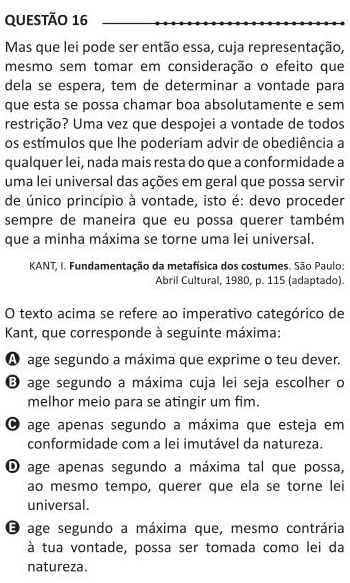 QUESTÃO 16
Mas que lei pode ser então essa, cuja representação,
mesmo sem tomar em consideração o efeito que
dela se espera, tem de determinar a vontade para
que esta se possa chamar boa absolutamente e sem
restrição? Uma vez que despojei a vontade de todos
os estímulos que lhe poderiam advir de obediência a
qualquer lei, nada mais resta do que a conformidade a
uma lei universal das ações em geral que possa servir
de único princípio à vontade, isto é: devo proceder
sempre de maneira que eu possa querer também
que a minha máxima se torne uma lei universal.
KANT, I. Fundamentação da metafísica dos costumes. São Paulo:
Abril Cultural, 1980, p. 115 (adaptado).
O texto acima se refere ao imperativo categórico de
Kant, que corresponde à seguinte máxima:
A age segundo a máxima que exprime o teu dever.
B age segundo a máxima cuja lei seja escolher o
melhor meio para se atingir um fim.
C age apenas segundo a máxima que esteja em
conformidade com a lei imutável da natureza.
D age apenas segundo a máxima tal que possa,
ao mesmo tempo, querer que ela se torne lei
universal.
E age segundo a máxima que, mesmo contrária
à tua vontade, possa ser tomada como lei da
natureza.